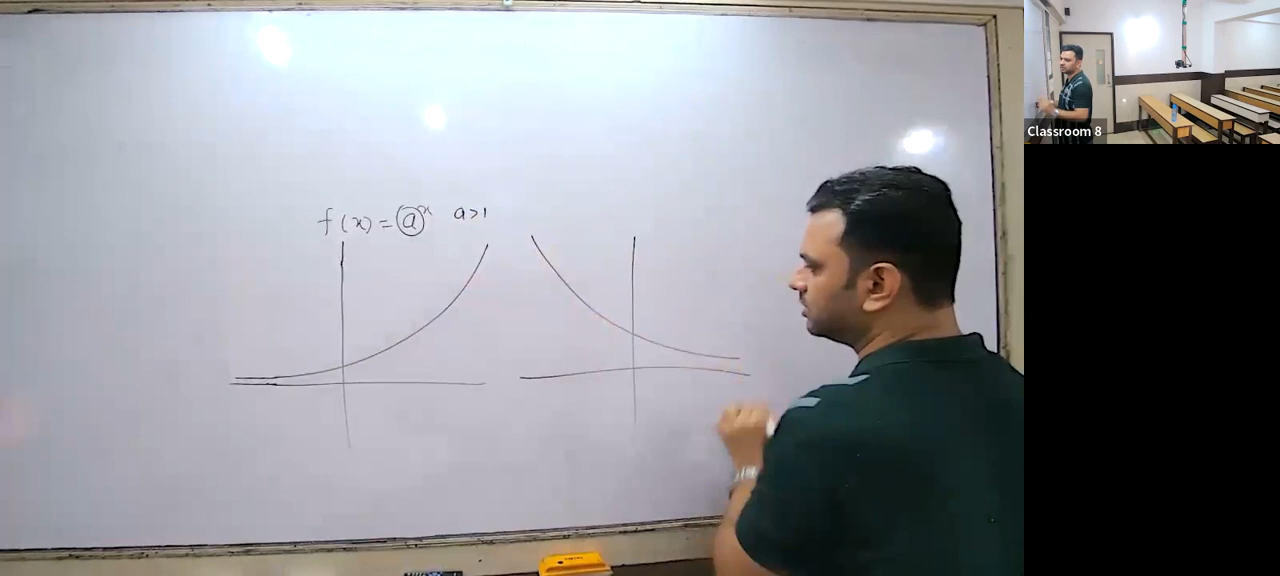 f(x) = a^x   a>1
Classroom 8